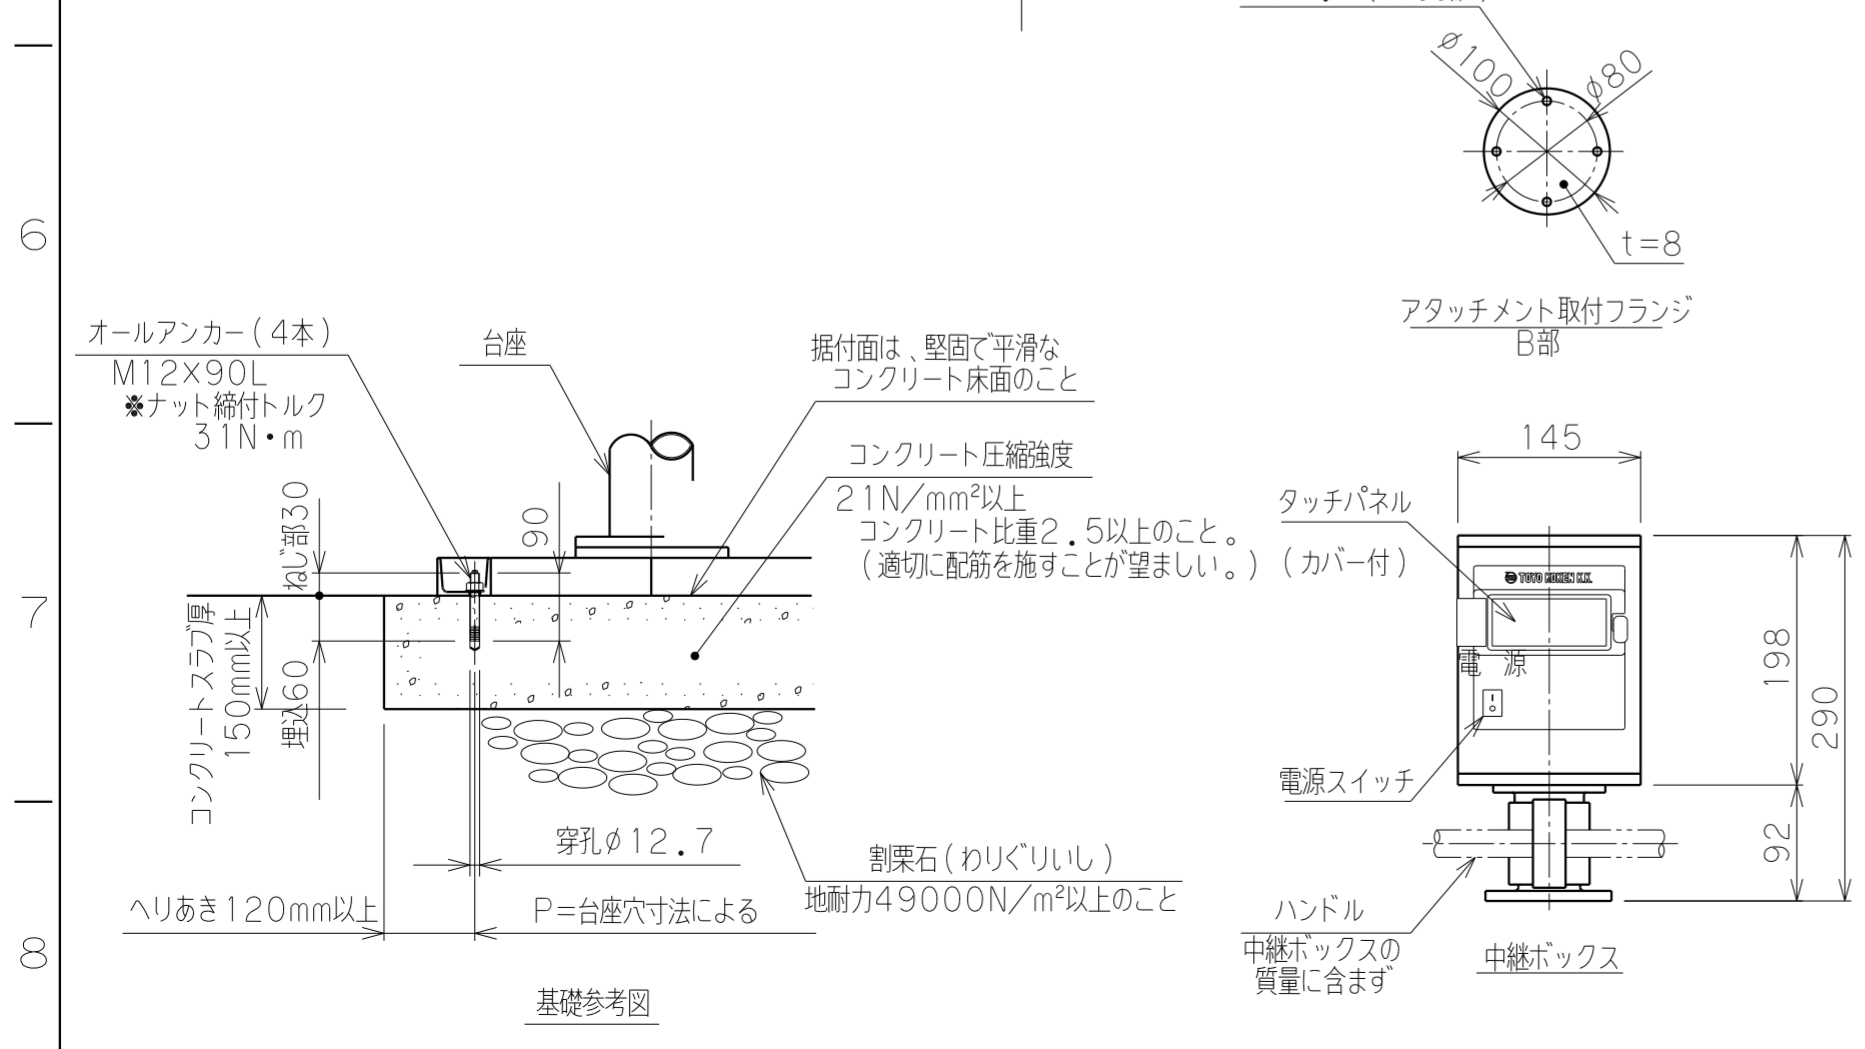 6
7
8
φ100
φ80
t=8
アタッチメント取付フランジ
B部
オールアンカー(4本)
M12×90L
※ナット締付トルク
31N・m
台座
据付面は、堅固で平滑な
コンクリート床面のこと
コンクリート圧縮強度
21N/mm²以上
コンクリート比重2.5以上のこと。
(適切に配筋を施すことが望ましい。)
ねじ部30
90
コンクリートスラブ厚
150mm以上
埋込60
穿孔φ12.7
へりあき120mm以上
P=台座穴寸法による
割栗石(わりぐりいし)
地耐力49000N/m²以上のこと
基礎参考図
145
タッチパネル
(カバー付)
TOYO KOKEN K.K.
電 源
電源スイッチ
198
290
92
ハンドル
中継ボックスの
質量に含まず
中継ボックス